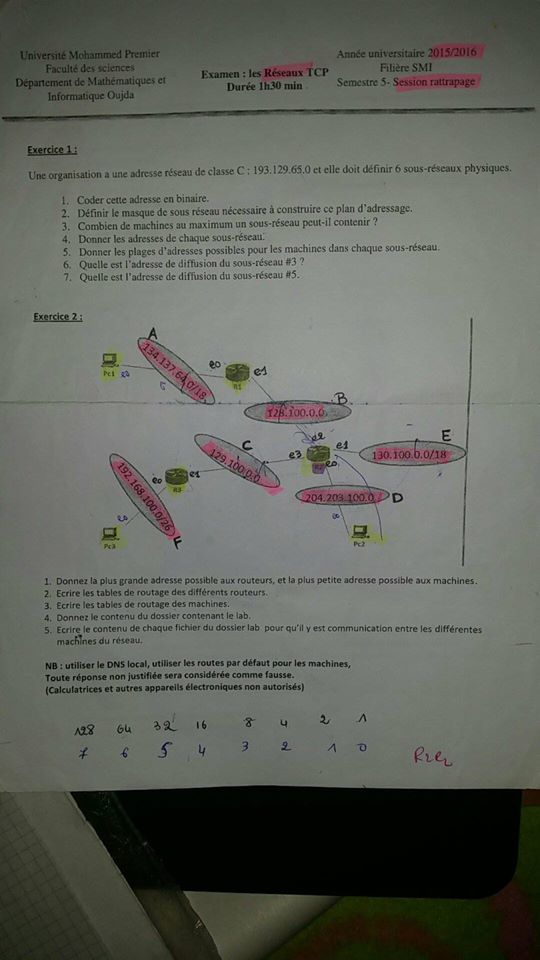 Université Mohammed Premier
Faculté des sciences
Département de Mathématiques et
Informatique Oujda
Examen : les Réseaux TCP
Durée 1h30 min
Année universitaire 2015/2016
Filière SMI
Semestre 5- Session rattrapage
Exercice 1 :
Une organisation a une adresse réseau de classe C : 193.129.65.0 et elle doit définir 6 sous-réseaux physiques.
1. Coder cette adresse en binaire.
2. Définir le masque de sous réseau nécessaire à construire ce plan d'adressage.
3. Combien de machines au maximum un sous-réseau peut-il contenir ?
4. Donner les adresses de chaque sous-réseau.
5. Donner les plages d'adresses possibles pour les machines dans chaque sous-réseau.
6. Quelle est l'adresse de diffusion du sous-réseau #3 ?
7. Quelle est l'adresse de diffusion du sous-réseau #5.
Exercice 2 :
A
134.137.64.0/18
Pc1
e0
e0
R1
e1
128.100.0.0
B
e2
e1
E
130.100.0.0/18
C
129.100.0.0
e3
R2
e0
192.168.100.0/26
e0
R3
e1
204.203.100.0
D
e0
e0
Pc3
F
Pc2
1. Donnez la plus grande adresse possible aux routeurs, et la plus petite adresse possible aux machines.
2. Ecrire les tables de routage des différents routeurs.
3. Ecrire les tables de routage des machines.
4. Donnez le contenu du dossier contenant le lab.
5. Ecrire le contenu de chaque fichier du dossier lab pour qu'il y est communication entre les différentes
machines du réseau.
NB : utiliser le DNS local, utiliser les routes par défaut pour les machines,
Toute réponse non justifiée sera considérée comme fausse.
(Calculatrices et autres appareils électroniques non autorisés)
128 64 32 16 8 4 2 1
7 6 5 4 3 2 1 0